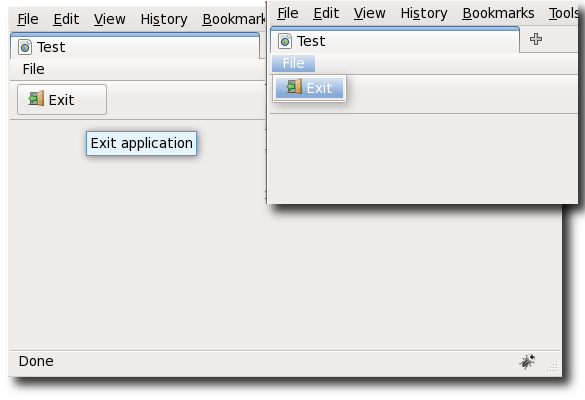 File Edit View History Bookmark
Test
File
Exit
Exit application
Done
File Edit View History Bookmarks Tools
Test
File
Exit